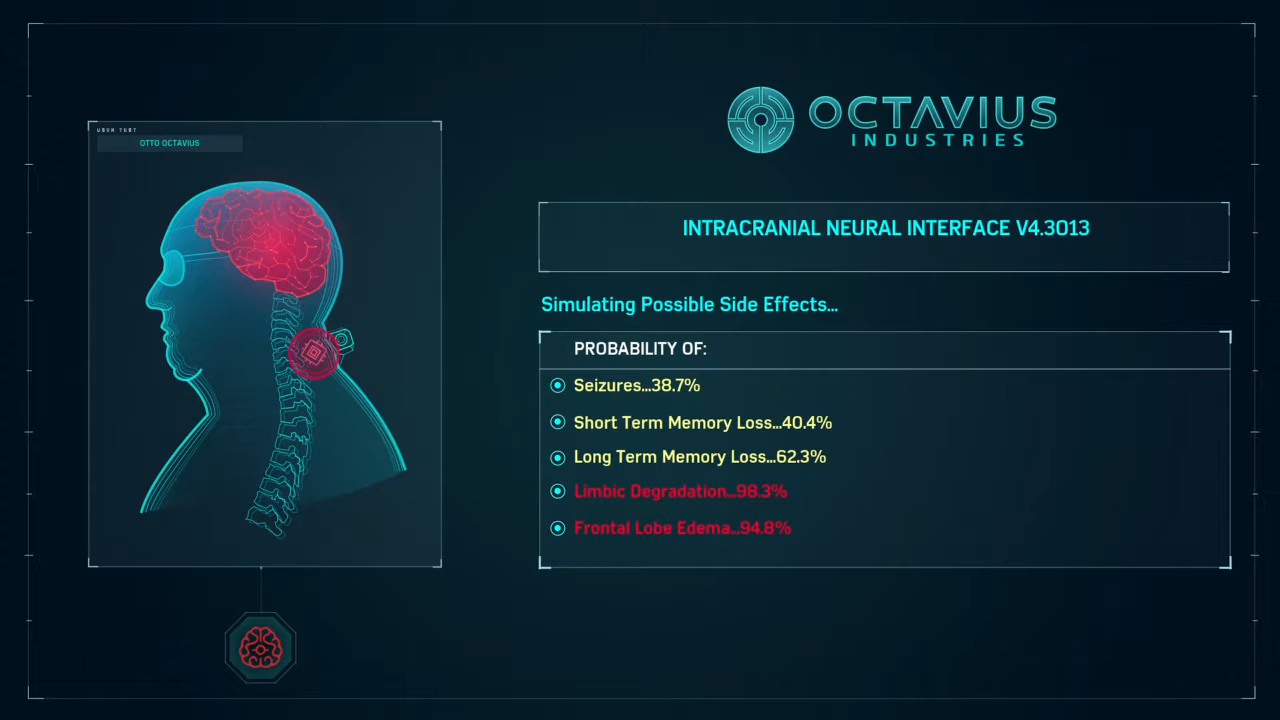 USER TEST
OTTO OCTAVIUS
OCTAVIUS
INDUSTRIES
INTRACRANIAL NEURAL INTERFACE V4.3013
Simulating Possible Side Effects...
PROBABILITY OF:
Seizures...38.7%
Short Term Memory Loss...40.4%
Long Term Memory Loss...62.3%
Limbic Degradation...98.3%
Frontal Lobe Edema...94.8%